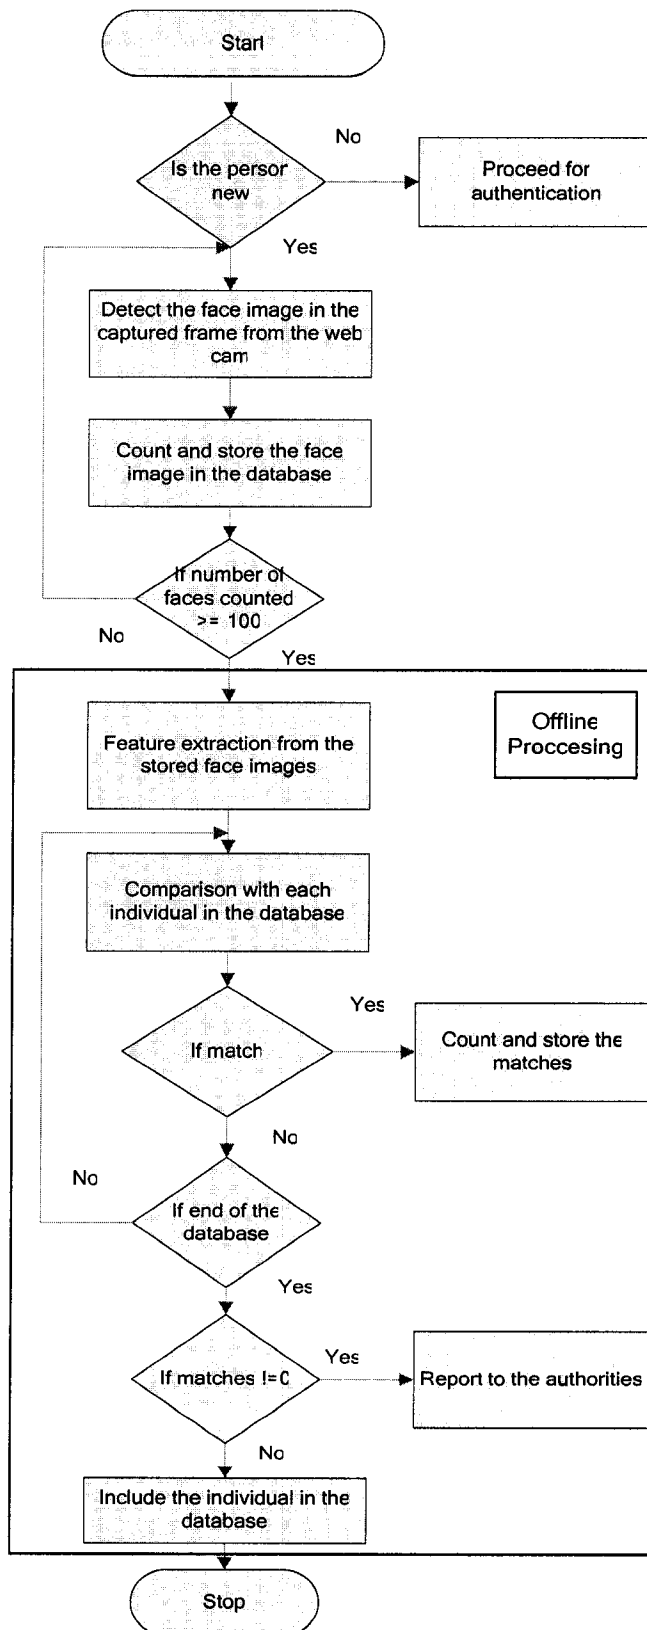 Start
No
Is the person
new
Proceed for
authentication
Yes
Detect the face image in the
captured frame from the web
cam
Count and store the face
image in the database
If number of
faces counted
>= 100
No
Yes
Feature extraction from the
stored face images
Offline
Proccesing
Comparison with each
individual in the database
Yes
If match
Count and store the
matches
No
No
If end of the
database
Yes
If matches !=0
Yes
Report to the authorities
No
Include the individual in the
database
Stop